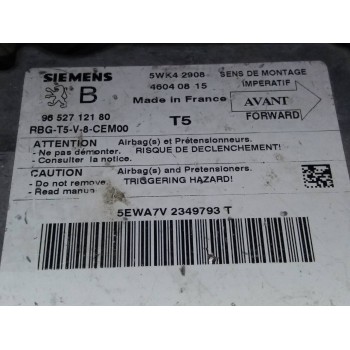 SIEMENS
5WK4 2908
SENS DE MONTAGE
4604 08 15
IMPERATIF
B
Made in France
AVANT
96 527 121 80
T5
FORWARD
RBG-T5-V-8-CEM00
ATTENTION
Airbag(s) et Prétensionneurs.
- Ne pas démonter.
RISQUE DE DECLENCHEMENT!
- Consulter la notice.
CAUTION
Airbag(s) and Pretensioners.
- Do not remove.
TRIGGERING HAZARD!
- Read manu
5EWA7V 2349793 T